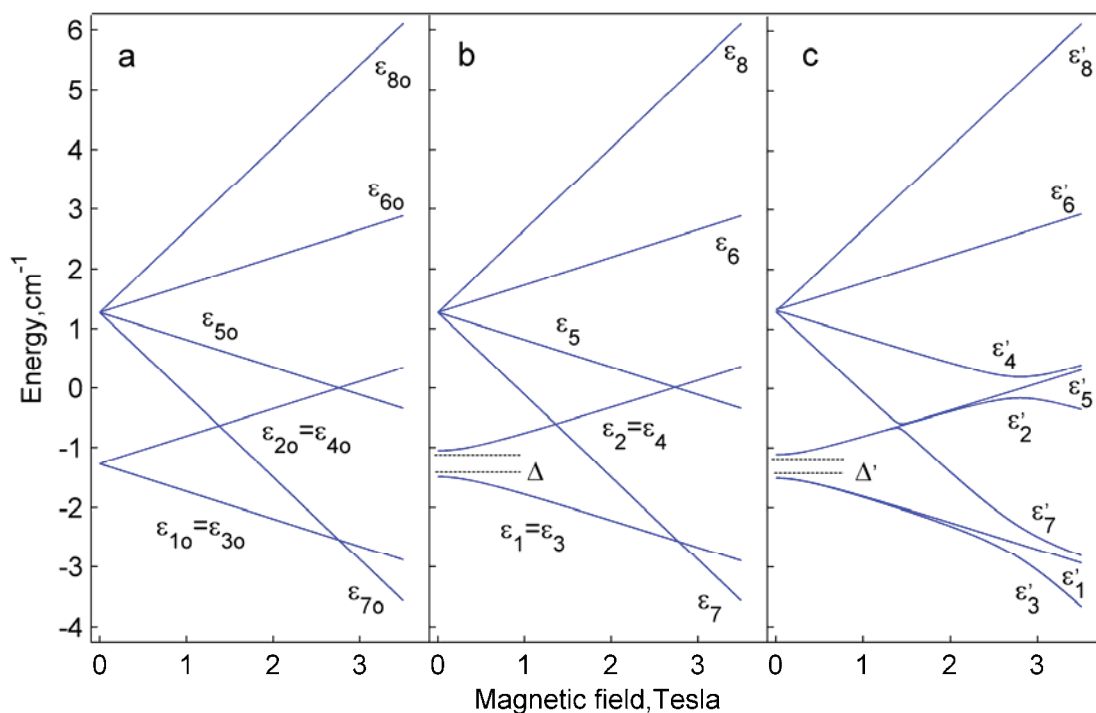 Energy,cm⁻¹
6
5
4
3
2
1
0
-1
-2
-3
-4
a
ε₈ₒ
ε₆ₒ
ε₅ₒ
ε₂ₒ=ε₄ₒ
ε₁ₒ=ε₃ₒ
ε₇ₒ
0 1 2 3
b
ε₈
ε₆
ε₅
ε₂=ε₄
Δ
ε₁=ε₃
ε₇
0 1 2 3
c
ε'₈
ε'₆
ε'₄
ε'₅
ε'₂
Δ'
ε'₇
ε'₁
ε'₃
0 1 2 3
Magnetic field,Tesla